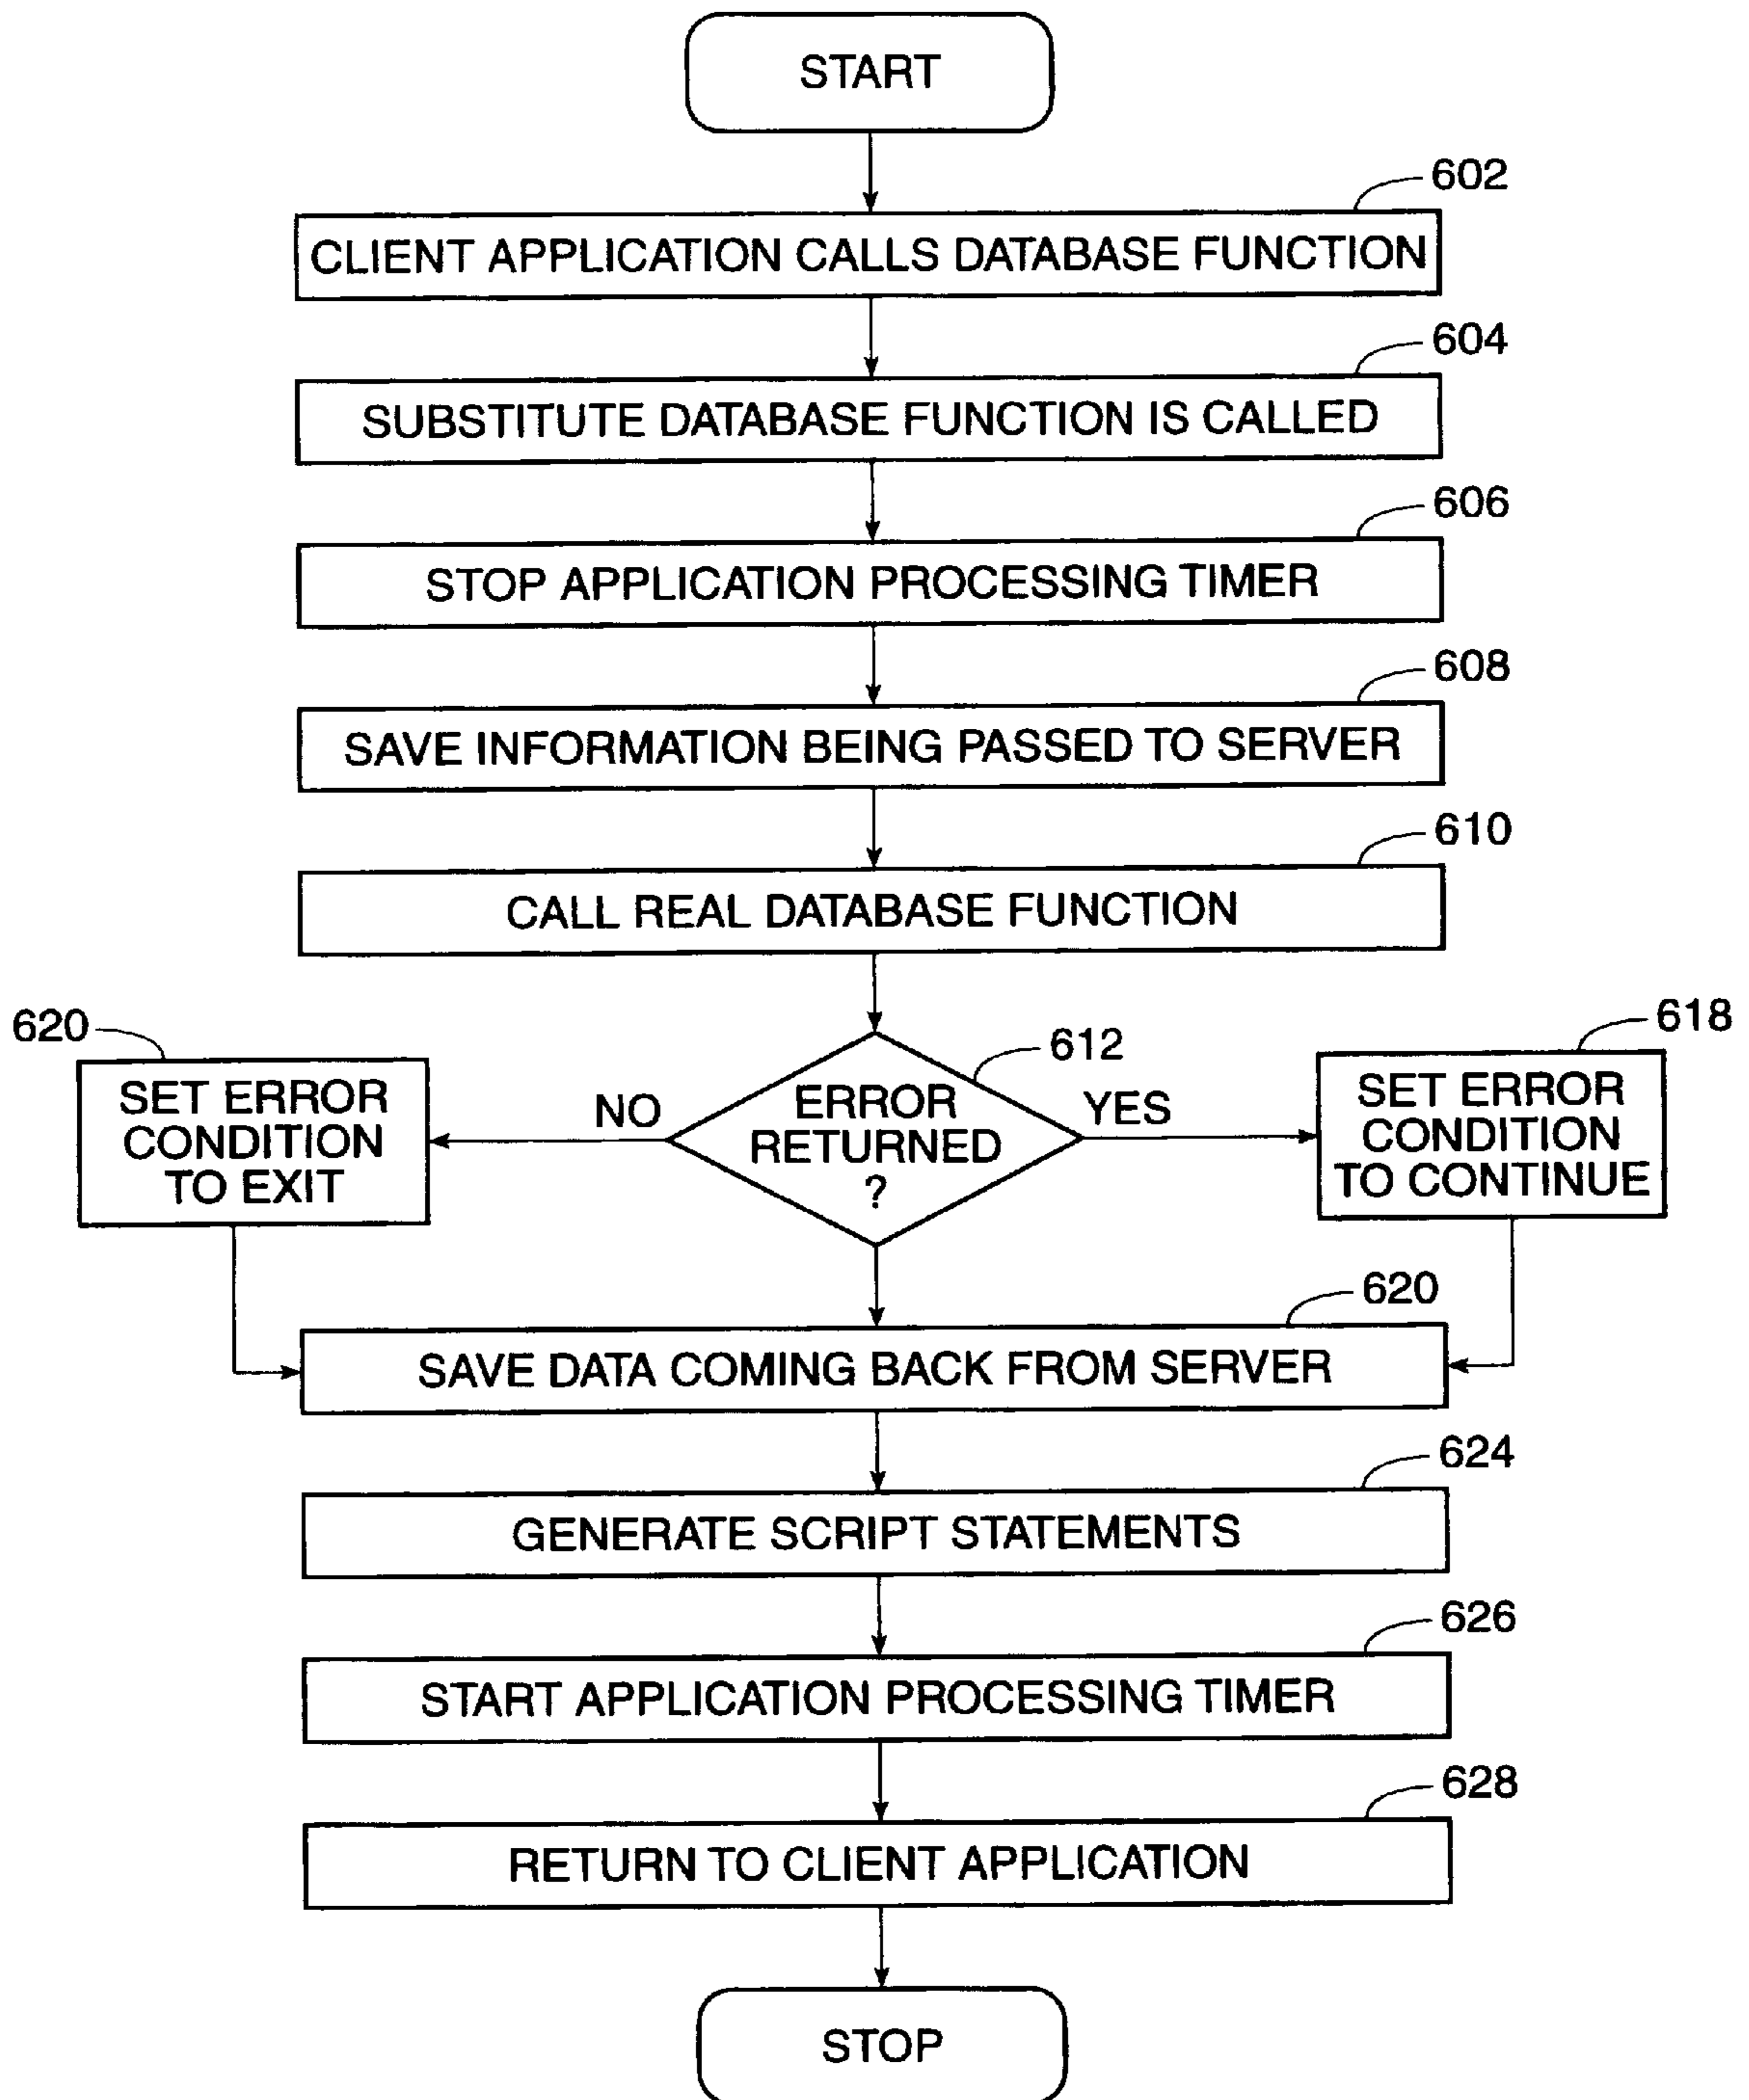 START
602
CLIENT APPLICATION CALLS DATABASE FUNCTION
604
SUBSTITUTE DATABASE FUNCTION IS CALLED
606
STOP APPLICATION PROCESSING TIMER
608
SAVE INFORMATION BEING PASSED TO SERVER
610
CALL REAL DATABASE FUNCTION
620
SET ERROR
CONDITION
TO EXIT
NO
612
ERROR
RETURNED
?
YES
618
SET ERROR
CONDITION
TO CONTINUE
620
SAVE DATA COMING BACK FROM SERVER
624
GENERATE SCRIPT STATEMENTS
626
START APPLICATION PROCESSING TIMER
628
RETURN TO CLIENT APPLICATION
STOP